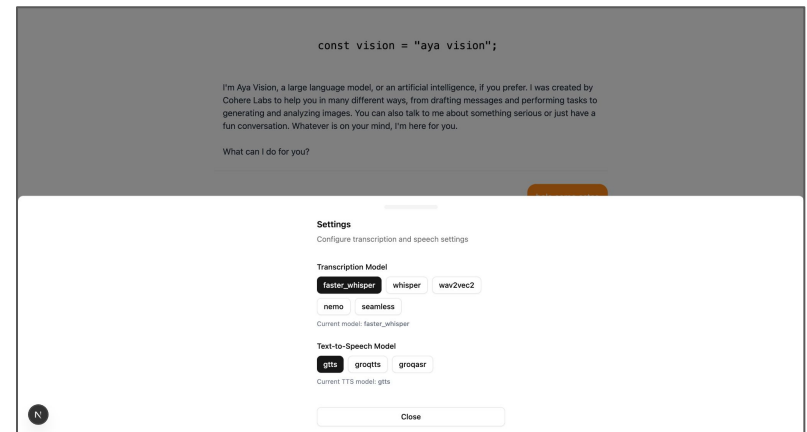 const vision = "aya vision";
I'm Aya Vision, a large language model, or an artificial intelligence, if you prefer. I was created by
Cohere Labs to help you in many different ways, from drafting messages and performing tasks to
generating and analyzing images. You can also talk to me about something serious or just have a
fun conversation. Whatever is on your mind, I'm here for you.
What can I do for you?
Settings
Configure transcription and speech settings
Transcription Model
faster_whisper whisper wav2vec2
nemo seamless
Current model: faster_whisper
Text-to-Speech Model
gtts groqtts groqasr
Current TTS model: gtts
Close
N